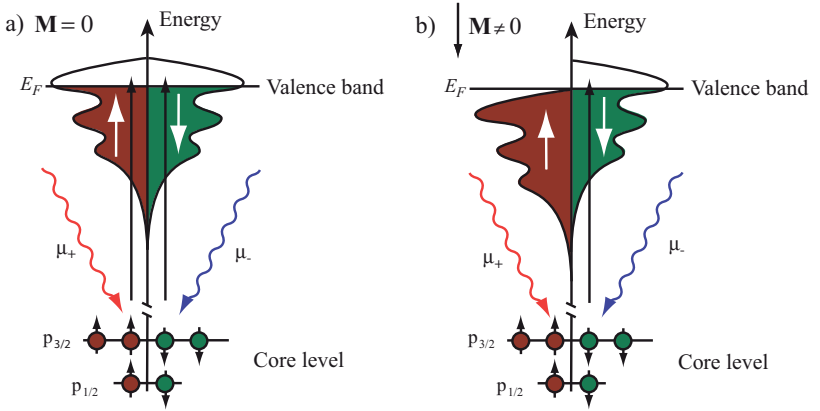 a) M = 0
Energy
E_F
Valence band
μ+
μ-
p3/2
Core level
p1/2
b) M ≠ 0
Energy
E_F
Valence band
μ+
μ-
p3/2
Core level
p1/2